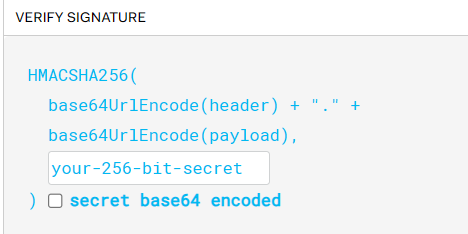 VERIFY SIGNATURE
HMACSHA256(
base64UrlEncode(header) + "." +
base64UrlEncode(payload),
your-256-bit-secret
) secret base64 encoded